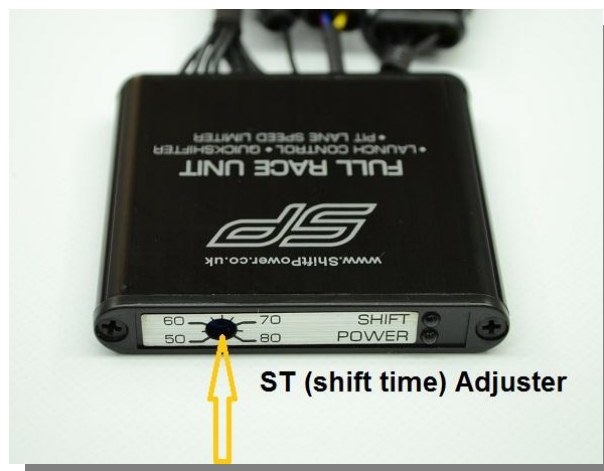 www.ShiftPower.co.uk
SP
FULL RACE UNIT
• LAUNCH CONTROL • QUICKSHIFTER
• PIT LANE SPEED LIMITER
60 70 SHIFT
50 80 POWER
ST (shift time) Adjuster